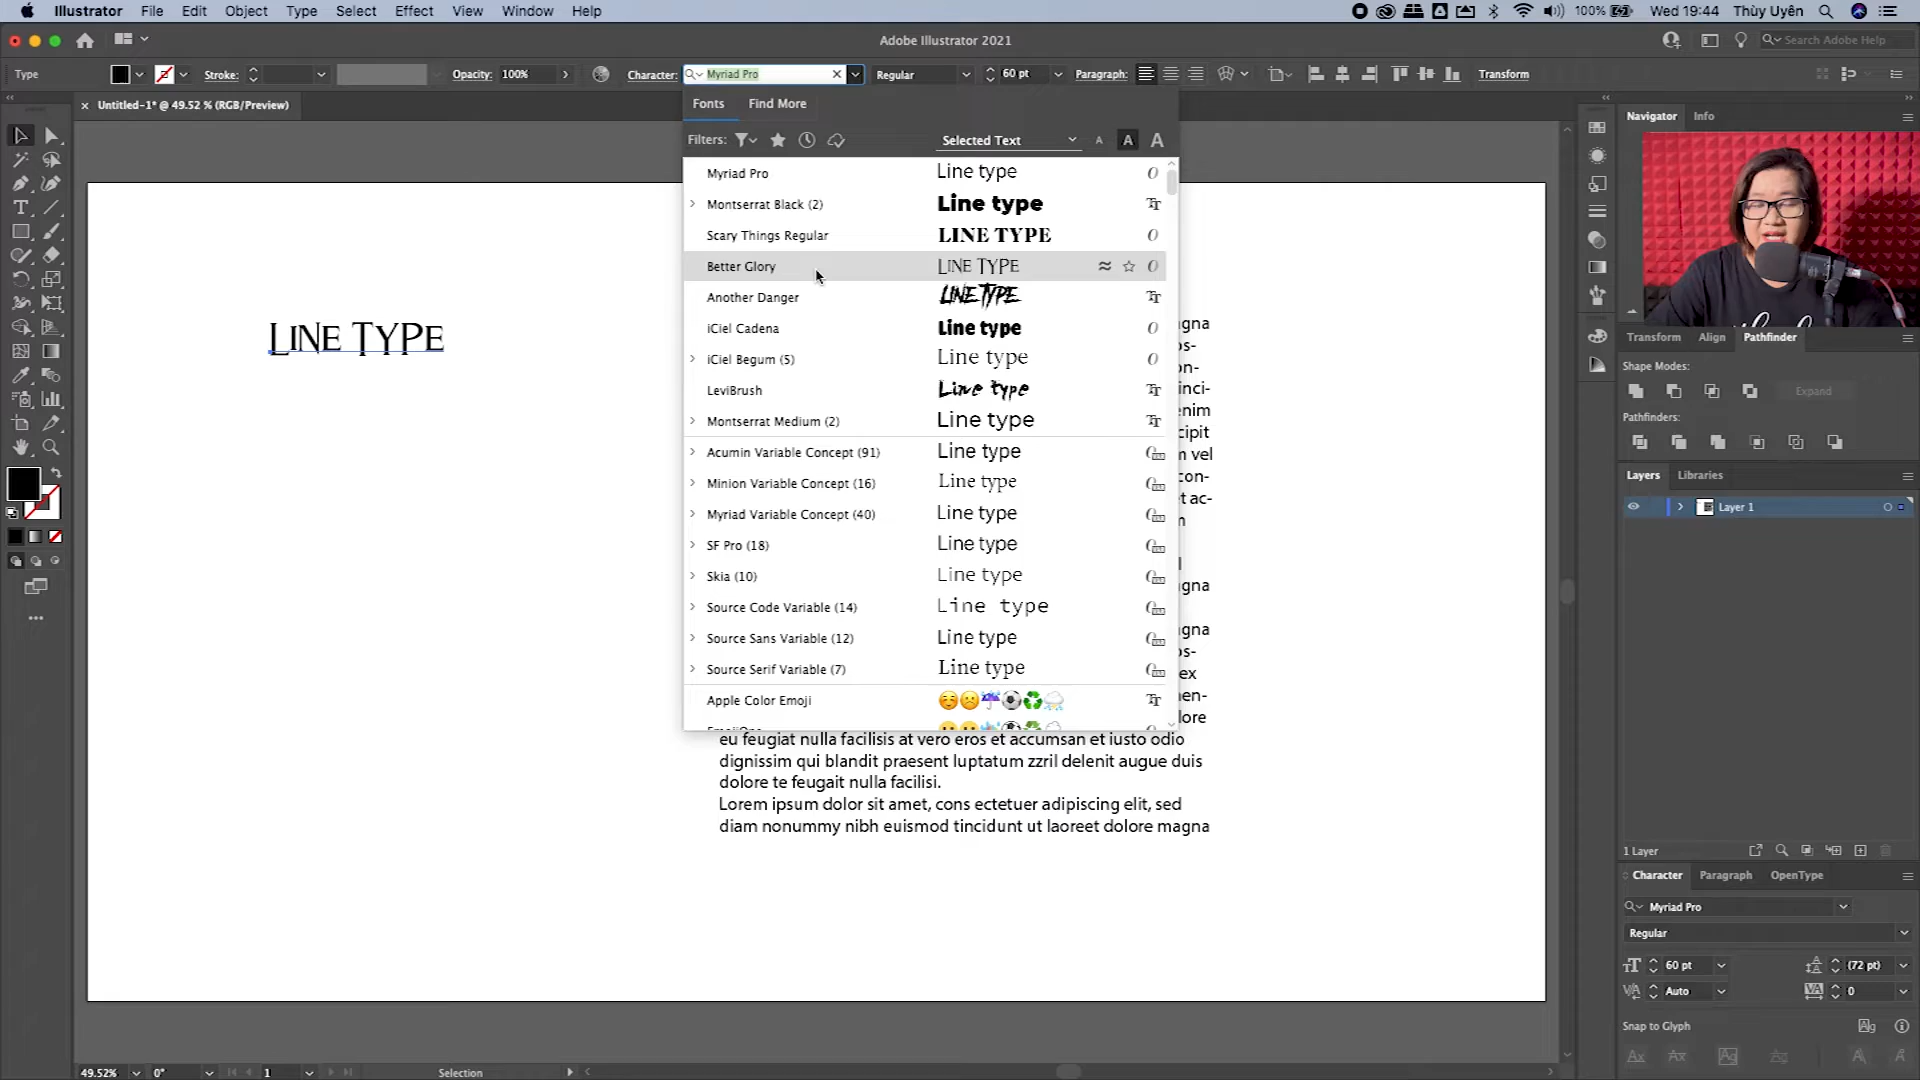 Illustrator File Edit Object Type Select Effect View Window Help
100% Wed 19:44 Thùy Uyên
Adobe Illustrator 2021
Search Adobe Help
Type Stroke: Opacity: 100% Character: Myriad Pro Regular 60 pt Paragraph: Transform
Untitled-1* @ 49.52 % (RGB/Preview)
Fonts Find More
Filters: Selected Text A A A
Myriad Pro Line type
Montserrat Black (2) Line type
Scary Things Regular LINE TYPE
Better Glory LINE TYPE
Another Danger LINE TYPE
iCiel Cadena Line type
iCiel Begum (5) Line type
LeviBrush Line type
Montserrat Medium (2) Line type
Acumin Variable Concept (91) Line type
Minion Variable Concept (16) Line type
Myriad Variable Concept (40) Line type
SF Pro (18) Line type
Skia (10) Line type
Source Code Variable (14) Line type
Source Sans Variable (12) Line type
Source Serif Variable (7) Line type
Apple Color Emoji
LINE TYPE
enim
vel
eu feugiat nulla facilisis at vero eros et accumsan et iusto odio
dignissim qui blandit praesent luptatum zzril delenit augue duis
dolore te feugait nulla facilisi.
Lorem ipsum dolor sit amet, cons ectetuer adipiscing elit, sed
diam nonummy nibh euismod tincidunt ut laoreet dolore magna
Navigator Info
Transform Align Pathfinder
Shape Modes:
Expand
Pathfinders:
Layers Libraries
Layer 1
1 Layer
Character Paragraph OpenType
Myriad Pro
Regular
60 pt (72 pt)
Auto 0
Snap to Glyph
49.52% 0° 1 Selection